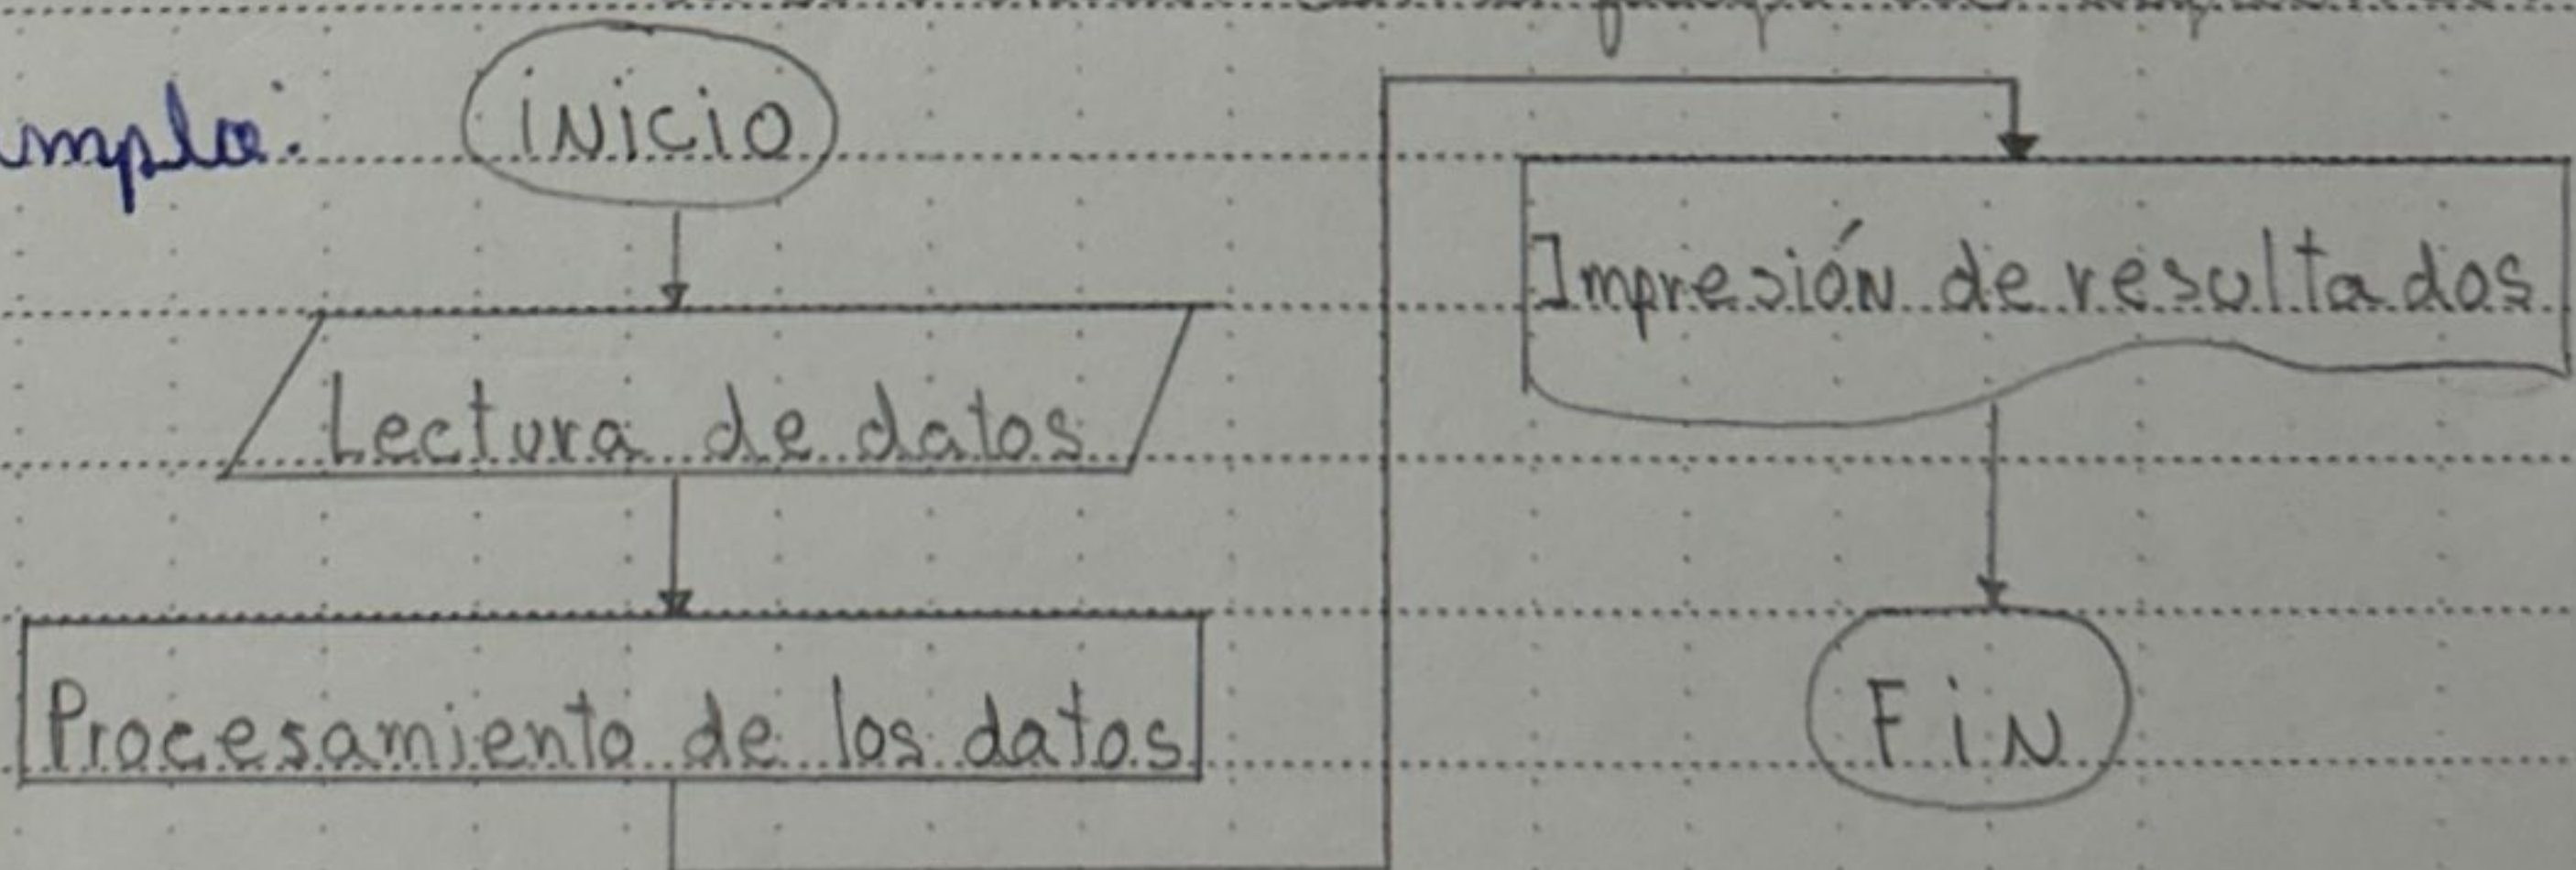 INICIO
Lectura de datos
Procesamiento de los datos
Impresión de resultados
FIN